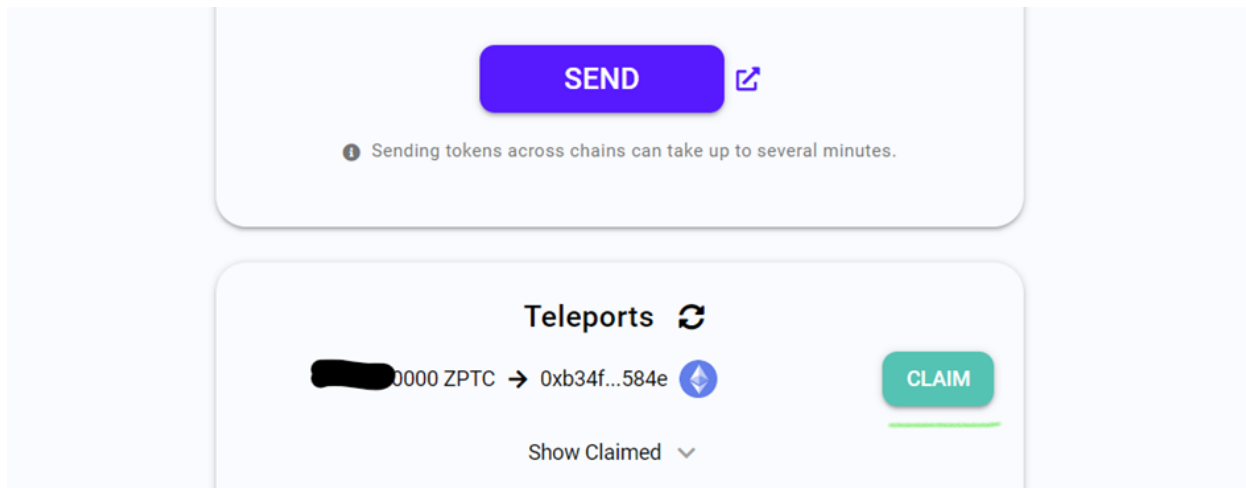 SEND
Sending tokens across chains can take up to several minutes.
Teleports
0000 ZPTC → 0xb34f...584e
CLAIM
Show Claimed